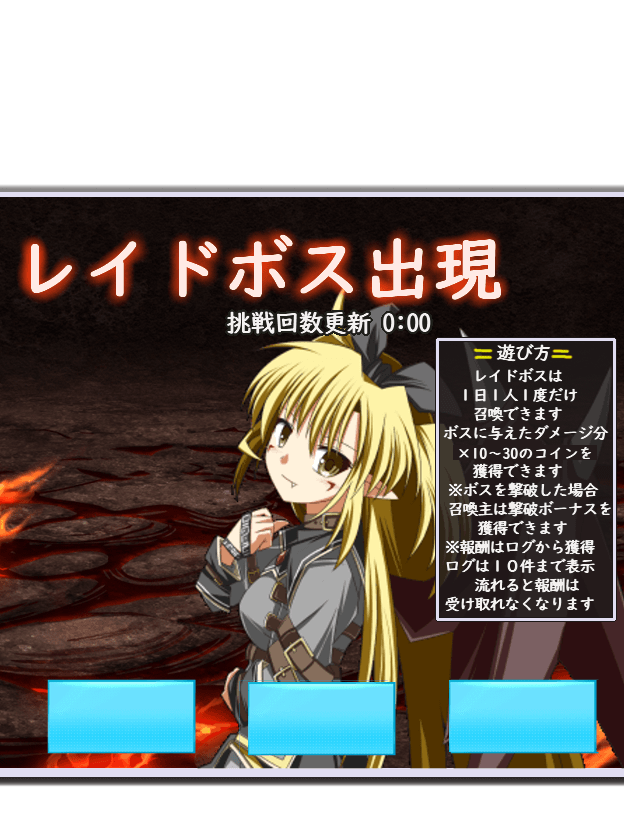 レイドボス出現
挑戦回数更新 0:00
＝遊び方＝
レイドボスは
1日1人1度だけ
召喚できます
ボスに与えたダメージ分
×10～30のコインを
獲得できます
※ボスを撃破した場合
召喚主は撃破ボーナスを
獲得できます
※報酬はログから獲得
ログは１０件まで表示
流れると報酬は
受け取れなくなります